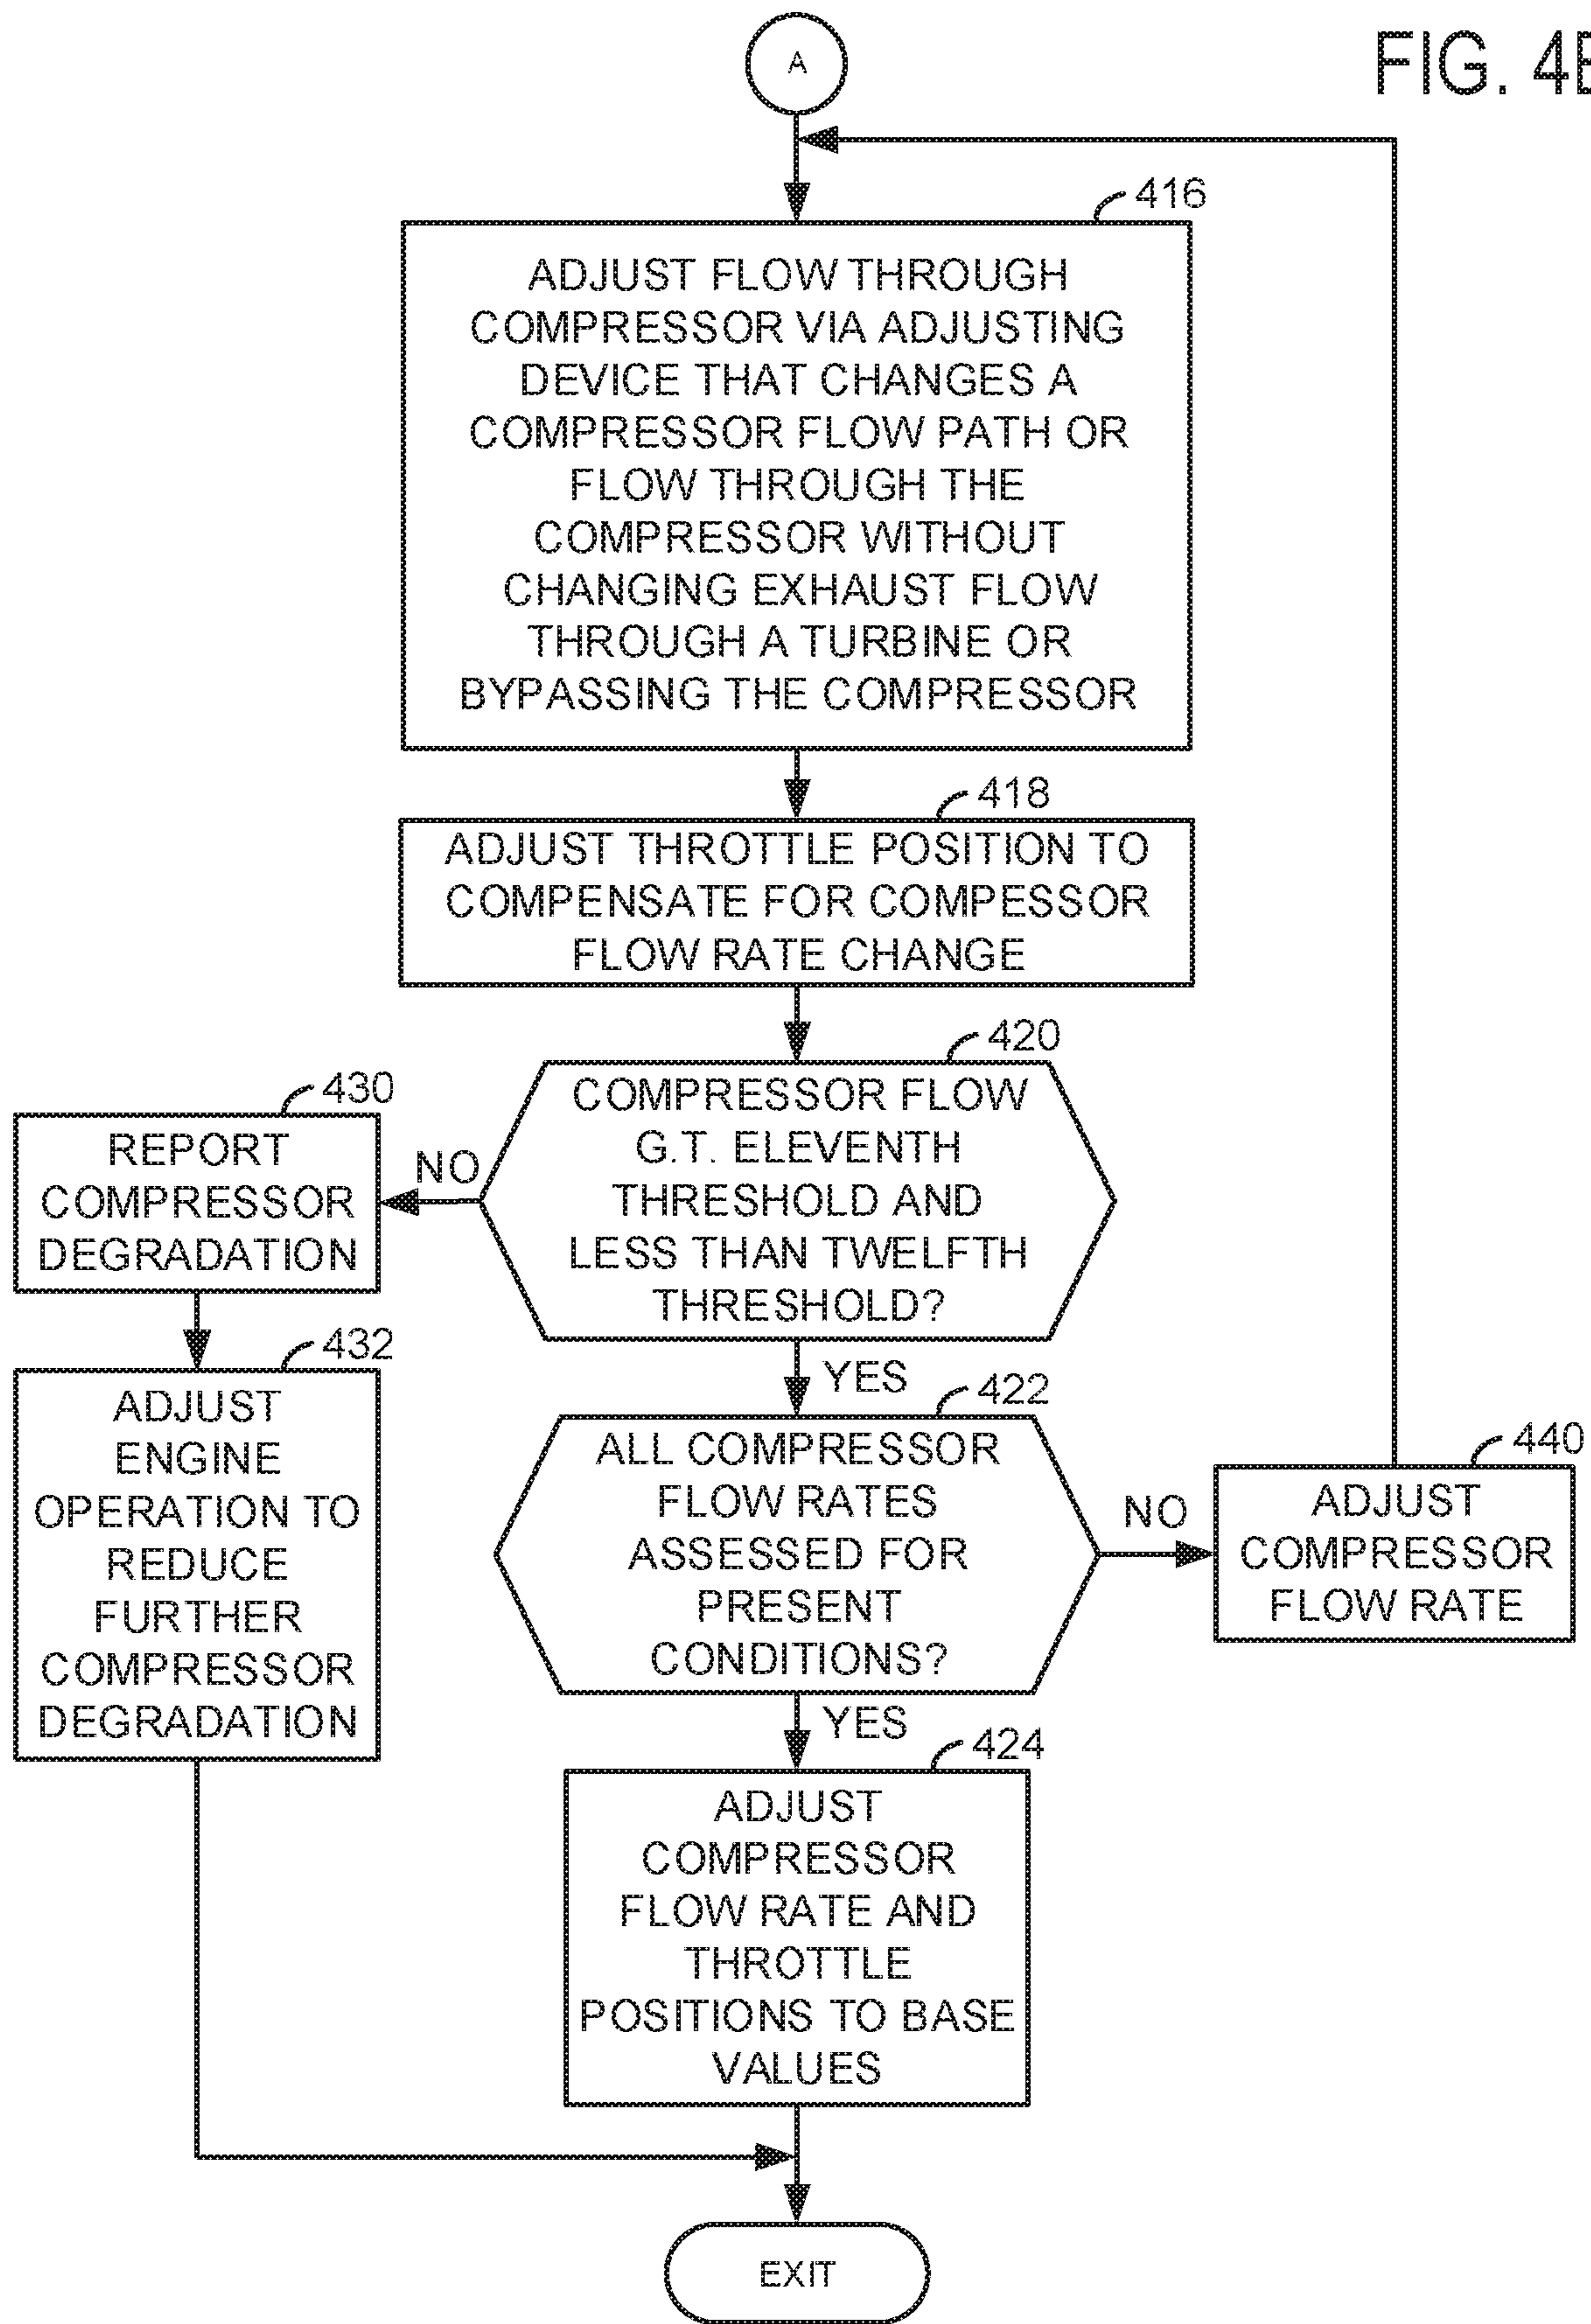 FIG. 4B
A
416
ADJUST FLOW THROUGH
COMPRESSOR VIA ADJUSTING
DEVICE THAT CHANGES A
COMPRESSOR FLOW PATH OR
FLOW THROUGH THE
COMPRESSOR WITHOUT
CHANGING EXHAUST FLOW
THROUGH A TURBINE OR
BYPASSING THE COMPRESSOR
418
ADJUST THROTTLE POSITION TO
COMPENSATE FOR COMPESSOR
FLOW RATE CHANGE
420
COMPRESSOR FLOW
G.T. ELEVENTH
THRESHOLD AND
LESS THAN TWELFTH
THRESHOLD?
NO
430
REPORT
COMPRESSOR
DEGRADATION
432
ADJUST
ENGINE
OPERATION TO
REDUCE
FURTHER
COMPRESSOR
DEGRADATION
YES
422
ALL COMPRESSOR
FLOW RATES
ASSESSED FOR
PRESENT
CONDITIONS?
NO
440
ADJUST
COMPRESSOR
FLOW RATE
YES
424
ADJUST
COMPRESSOR
FLOW RATE AND
THROTTLE
POSITIONS TO BASE
VALUES
EXIT